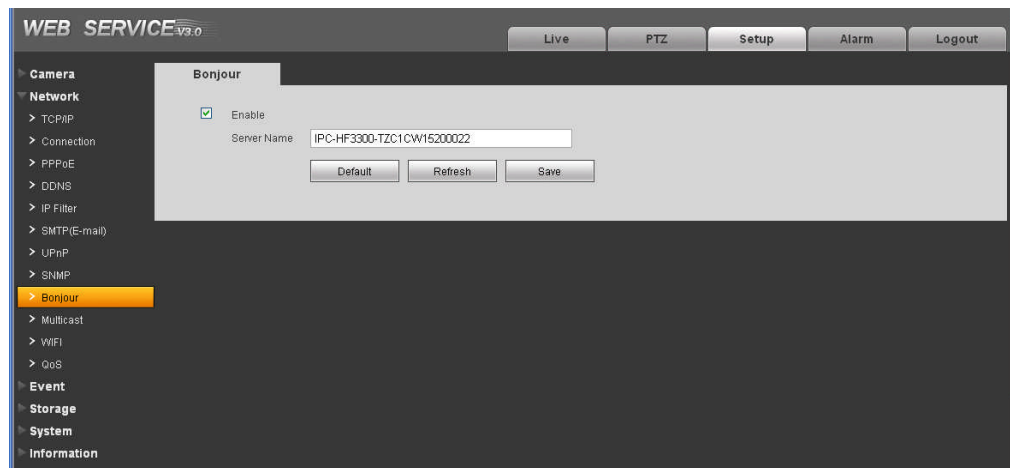 WEB SERVICE V3.0
Live PTZ Setup Alarm Logout
Camera
Network
TCP/IP
Connection
PPPoE
DDNS
IP Filter
SMTP(E-mail)
UPnP
SNMP
Bonjour
Multicast
WIFI
QoS
Event
Storage
System
Information
Bonjour
Enable
Server Name IPC-HF3300-TZC1CW15200022
Default Refresh Save